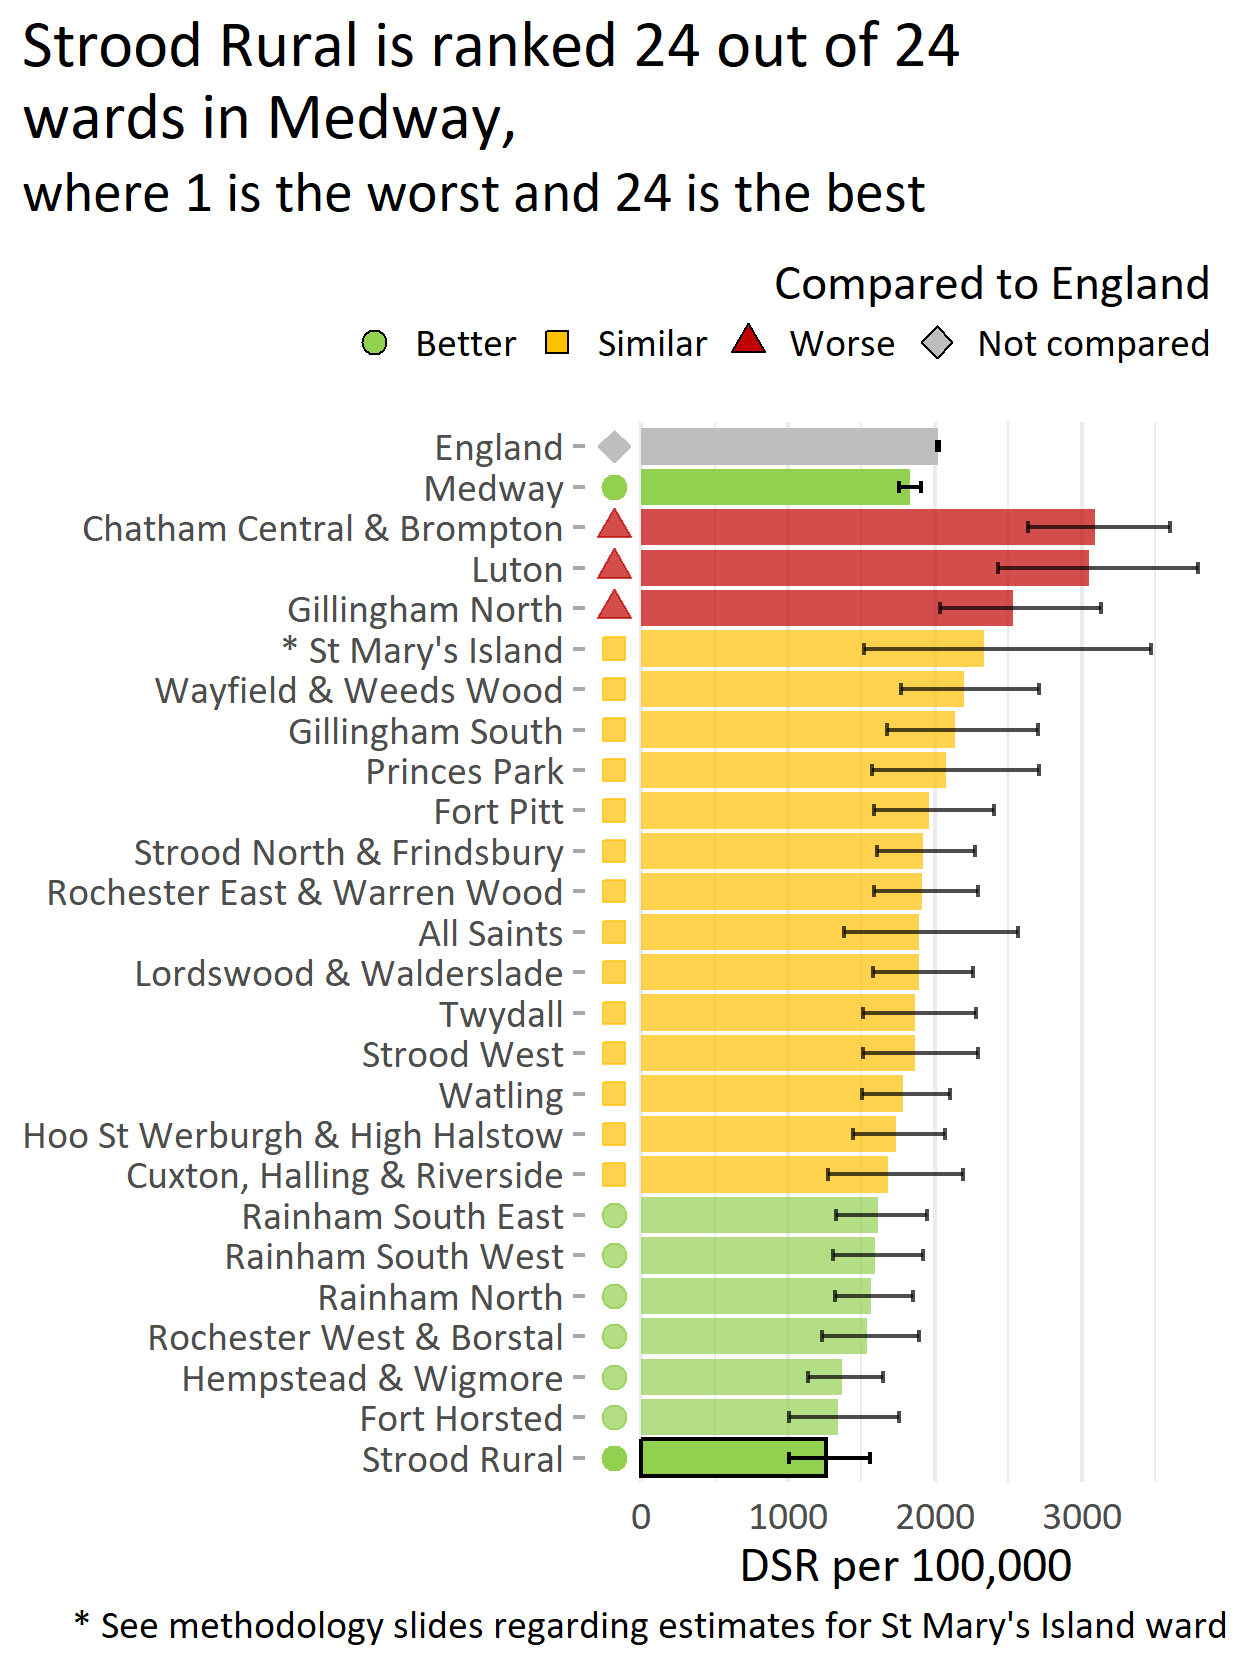 Strood Rural is ranked 24 out of 24
wards in Medway,
where 1 is the worst and 24 is the best
Compared to England
Better Similar Worse Not compared
England
Medway
Chatham Central & Brompton
Luton
Gillingham North
* St Mary's Island
Wayfield & Weeds Wood
Gillingham South
Princes Park
Fort Pitt
Strood North & Frindsbury
Rochester East & Warren Wood
All Saints
Lordswood & Walderslade
Twydall
Strood West
Watling
Hoo St Werburgh & High Halstow
Cuxton, Halling & Riverside
Rainham South East
Rainham South West
Rainham North
Rochester West & Borstal
Hempstead & Wigmore
Fort Horsted
Strood Rural
0 1000 2000 3000
DSR per 100,000
* See methodology slides regarding estimates for St Mary's Island ward